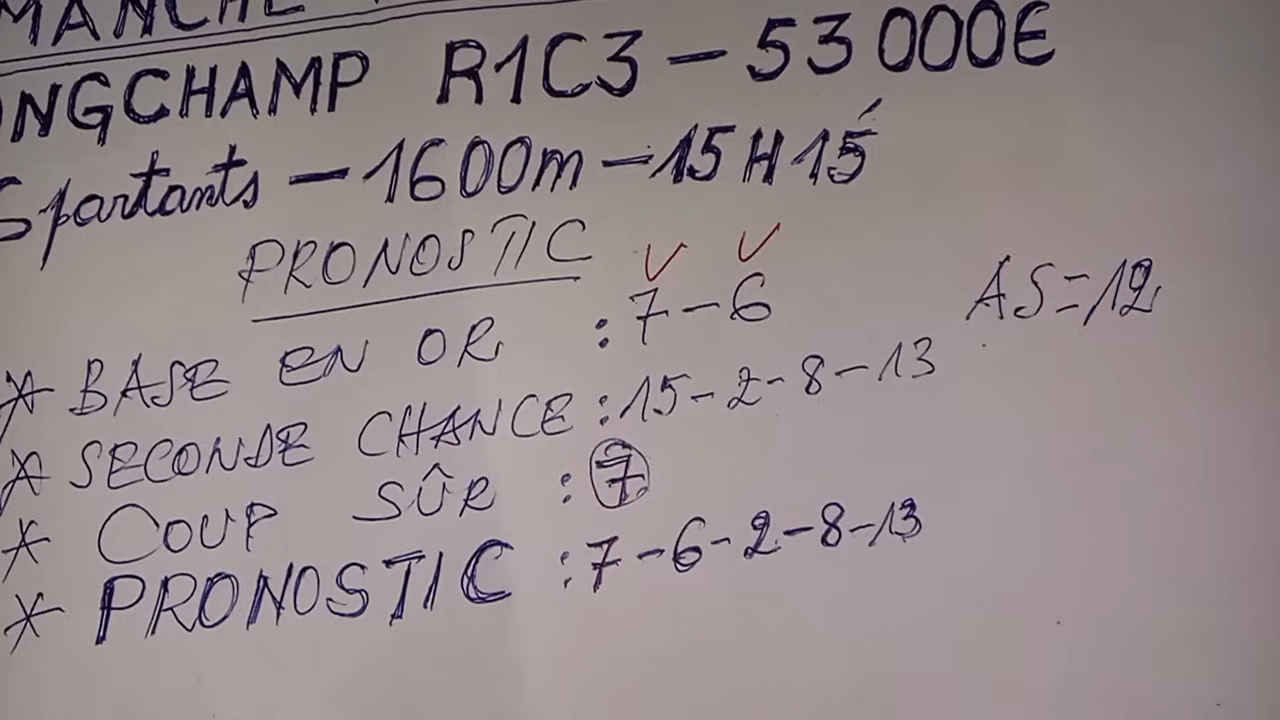 MANCHE
ONGCHAMP R1C3 - 53 000€
partants - 1600m - 15H15
PRONOSTIC
* BASE EN OR : 7 - 6 AS = 12
* SECONDE CHANCE : 15 - 2 - 8 - 13
* COUP SÛR : 7
* PRONOSTIC : 7 - 6 - 2 - 8 - 13